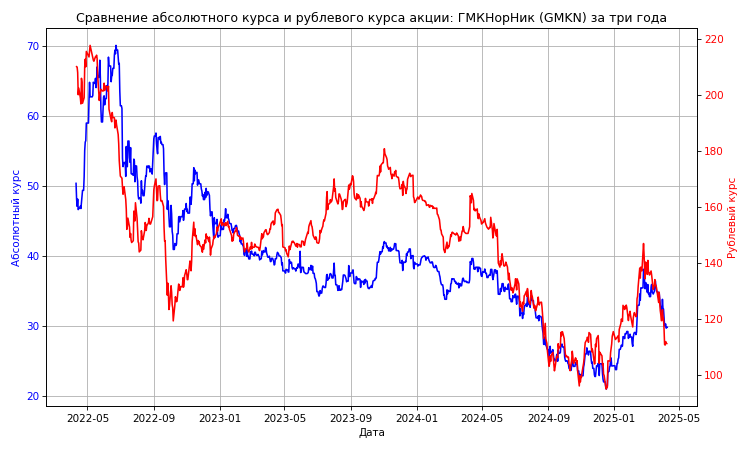 Сравнение абсолютного курса и рублевого курса акции: ГМКНорНик (GMKN) за три года
70
60
50
40
30
20
Абсолютный курс
220
200
180
160
140
120
100
Рублевый курс
2022-05 2022-09 2023-01 2023-05 2023-09 2024-01 2024-05 2024-09 2025-01 2025-05
Дата